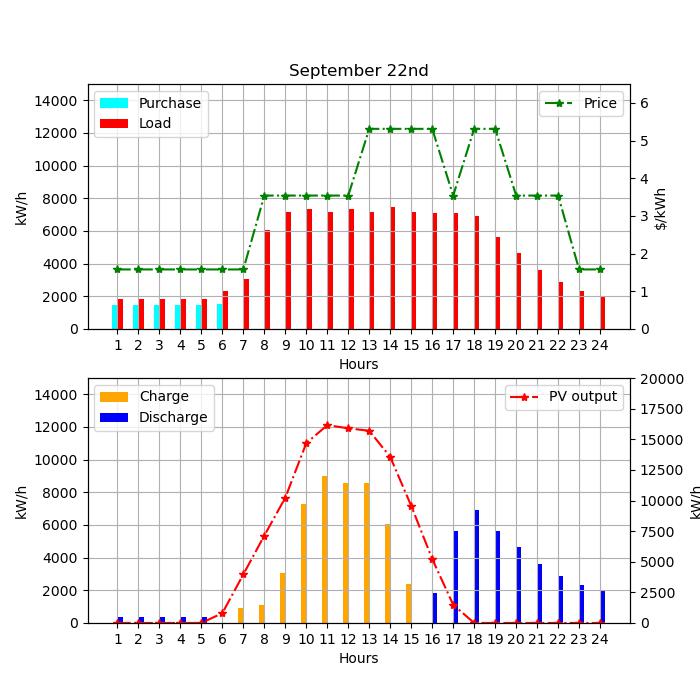 September 22nd
Purchase
Load
Price
14000
12000
10000
8000
6000
4000
2000
0
kW/h
6
5
4
3
2
1
0
$/kWh
1 2 3 4 5 6 7 8 9 10 11 12 13 14 15 16 17 18 19 20 21 22 23 24
Hours
Charge
Discharge
PV output
14000
12000
10000
8000
6000
4000
2000
0
kW/h
20000
17500
15000
12500
10000
7500
5000
2500
0
kW/h
1 2 3 4 5 6 7 8 9 10 11 12 13 14 15 16 17 18 19 20 21 22 23 24
Hours